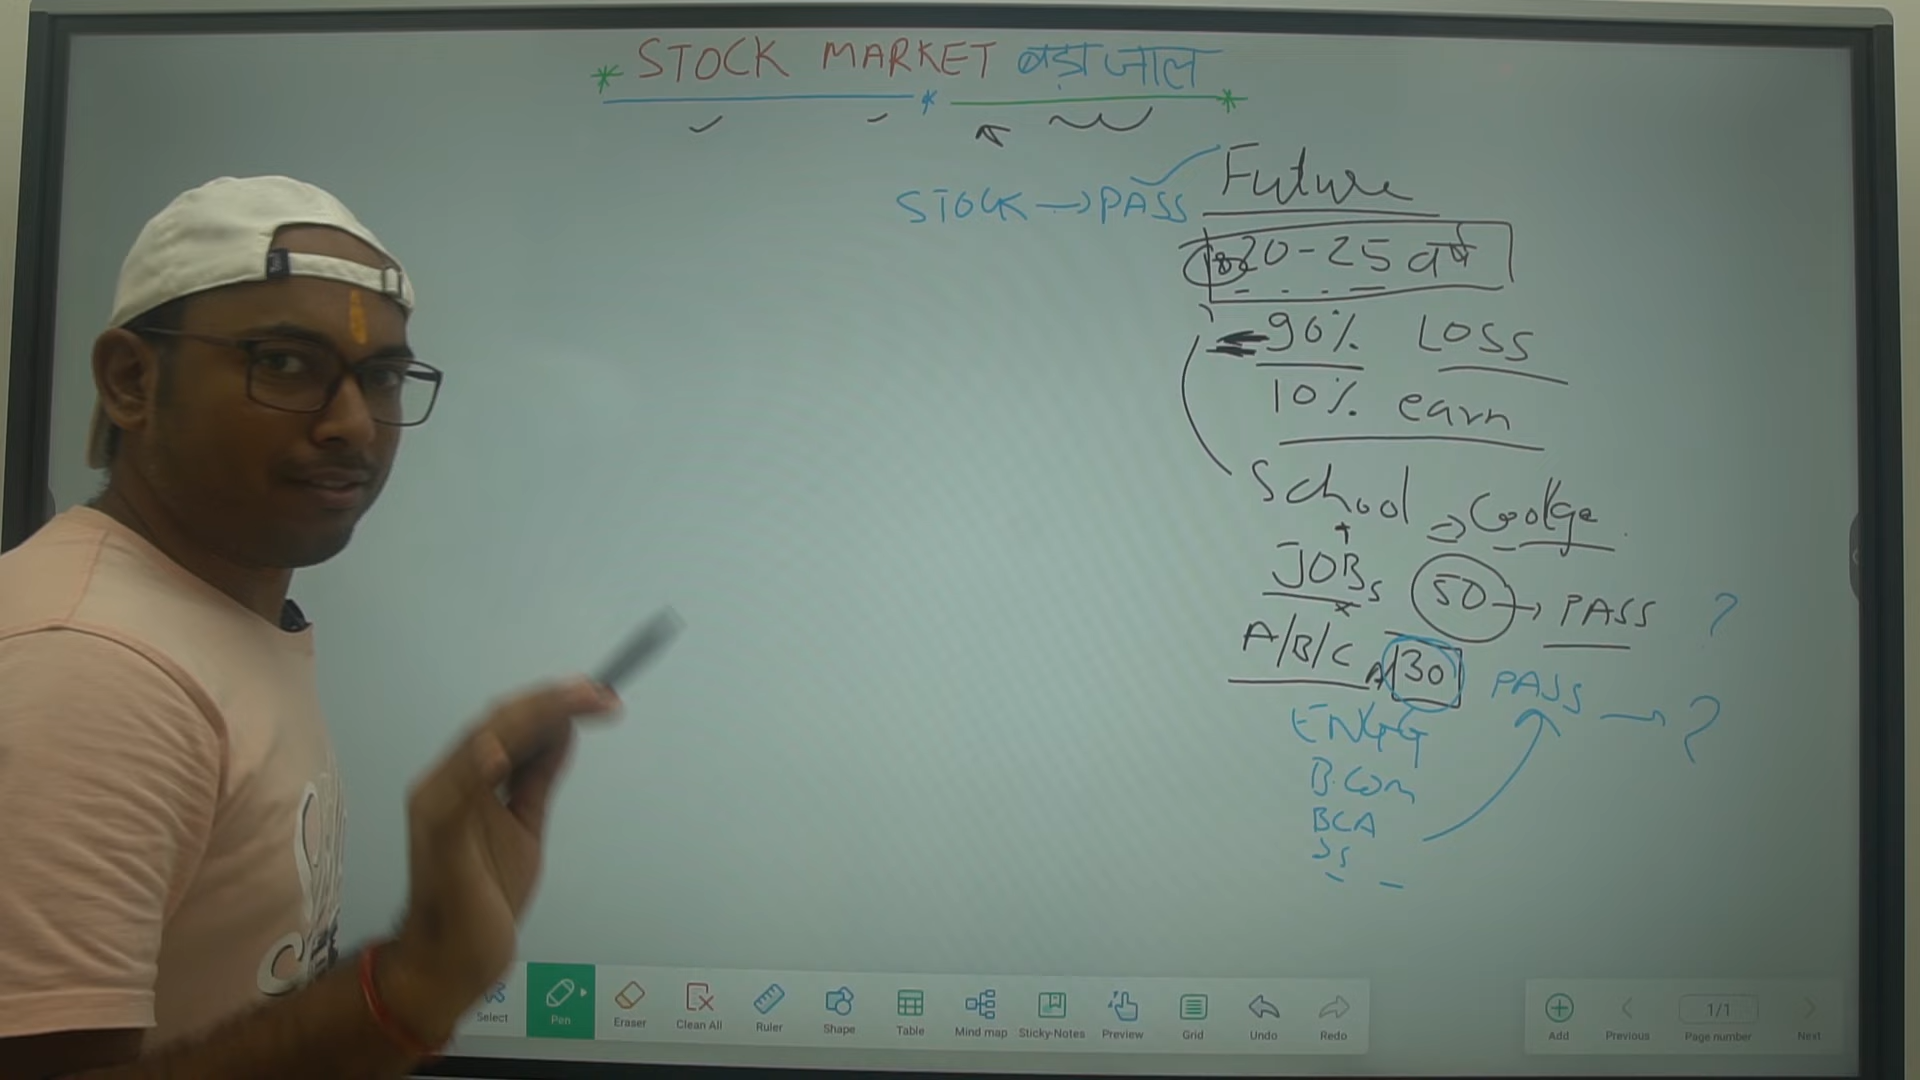 * STOCK MARKET बड़ा जाल *
STOCK → PASS Future
20-25 वर्ष
90% LOSS
10% earn
School ⇒
JOBs 50 → PASS ?
A/B/C A 30 PASS → ?
ENGG
B.Com
BCA
Select Pen Eraser Clean All Ruler Shape Table Mind map Sticky-Notes Preview Grid Undo Redo Add Previous 1/1 Page number Next